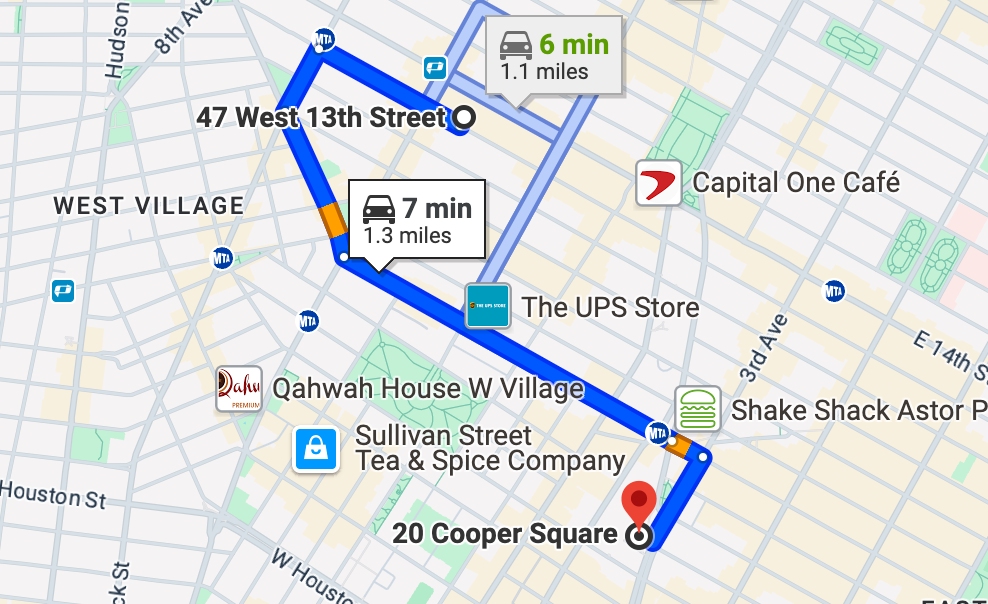 Hudson
8th Ave
MTA
6 min
1.1 miles
47 West 13th Street
Capital One Café
WEST VILLAGE
7 min
1.3 miles
MTA
MTA
THE UPS STORE
The UPS Store
MTA
3rd Ave
E 14th S
Qahw
PREMIUM
Qahwah House W Village
Shake Shack Astor P
MTA
Sullivan Street
Tea & Spice Company
Houston St
20 Cooper Square
W Housto
ck St